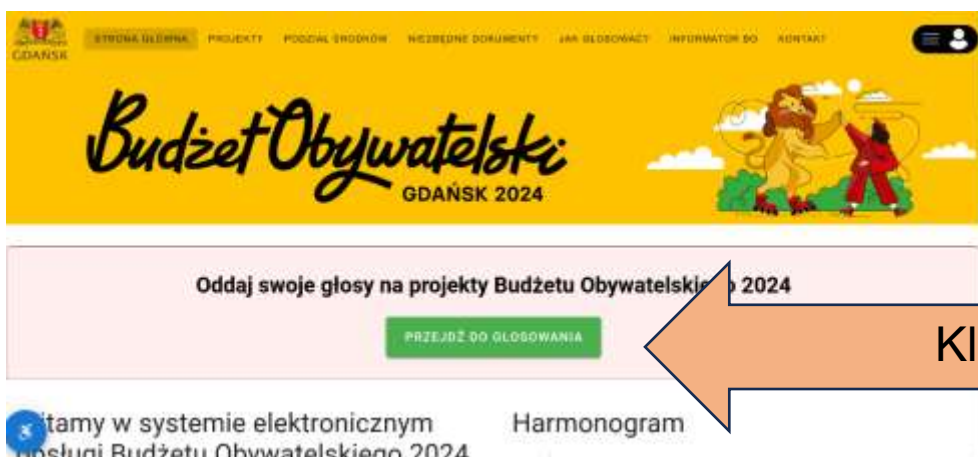 GDAŃSK
STRONA GŁÓWNA PROJEKTY PODZIAŁ ŚRODKÓW NIEZBĘDNE DOKUMENTY JAK GŁOSOWAĆ? INFORMATOR BO KONTAKT
Budżet Obywatelski
GDAŃSK 2024
Oddaj swoje głosy na projekty Budżetu Obywatelskiego 2024
PRZEJDŹ DO GŁOSOWANIA
Kl
itamy w systemie elektronicznym
bsługi Budżetu Obywatelskiego 2024
Harmonogram